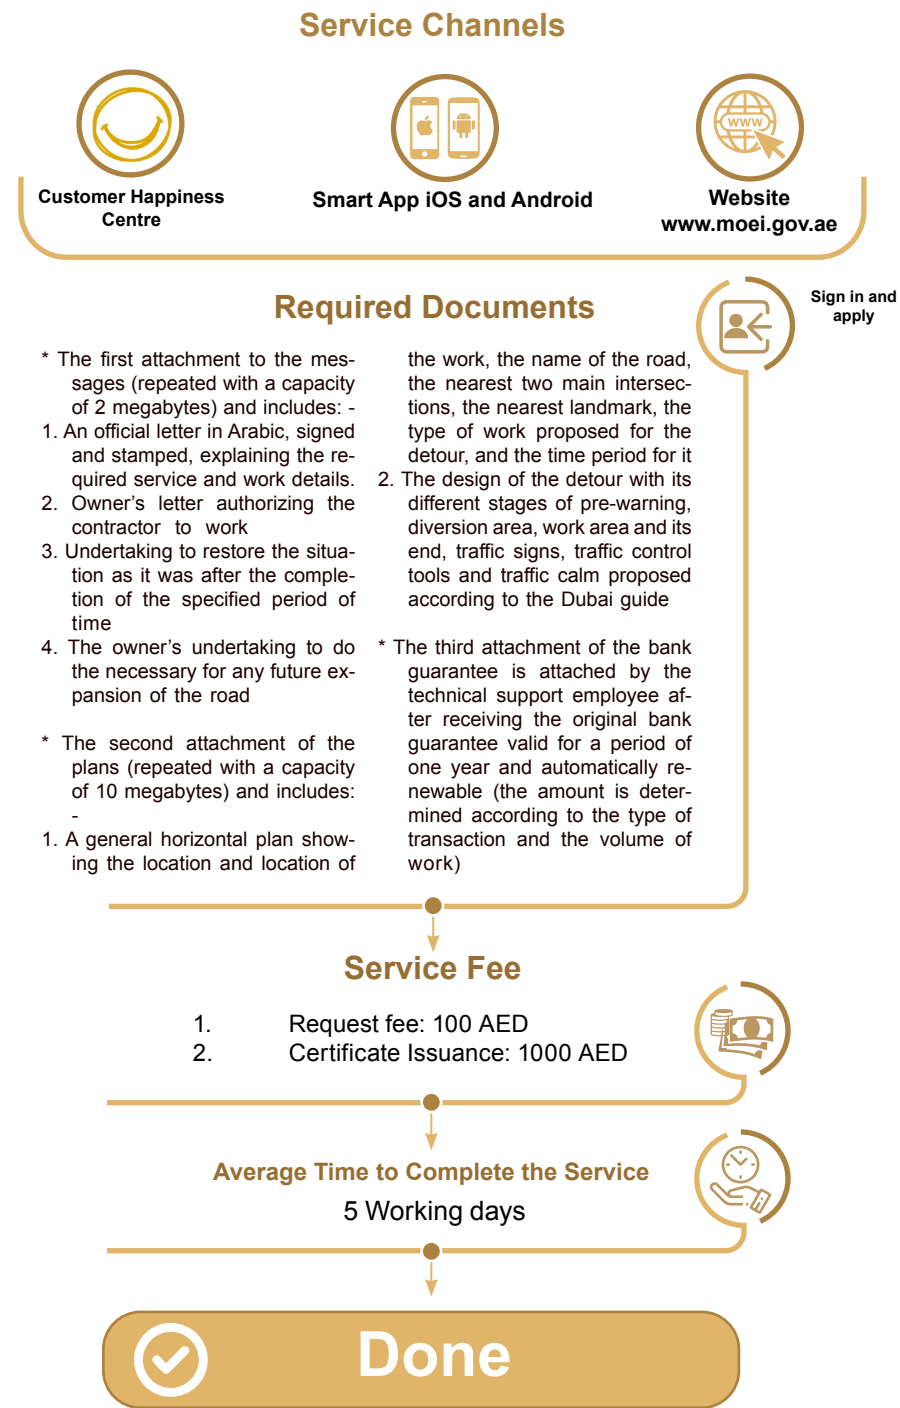 Service Channels
Customer Happiness
Centre
Smart App iOS and Android
WWW
Website
www.moei.gov.ae
Required Documents
Sign in and
apply
* The first attachment to the mes-
sages (repeated with a capacity
of 2 megabytes) and includes: -
1. An official letter in Arabic, signed
and stamped, explaining the re-
quired service and work details.
2. Owner's letter authorizing the
contractor to work
3. Undertaking to restore the situa-
tion as it was after the comple-
tion of the specified period of
time
4. The owner's undertaking to do
the necessary for any future ex-
pansion of the road
* The second attachment of the
plans (repeated with a capacity
of 10 megabytes) and includes:
-
1. A general horizontal plan show-
ing the location and location of
the work, the name of the road,
the nearest two main intersec-
tions, the nearest landmark, the
type of work proposed for the
detour, and the time period for it
2. The design of the detour with its
different stages of pre-warning,
diversion area, work area and its
end, traffic signs, traffic control
tools and traffic calm proposed
according to the Dubai guide
* The third attachment of the bank
guarantee is attached by the
technical support employee af-
ter receiving the original bank
guarantee valid for a period of
one year and automatically re-
newable (the amount is deter-
mined according to the type of
transaction and the volume of
work)
Service Fee
1. Request fee: 100 AED
2. Certificate Issuance: 1000 AED
Average Time to Complete the Service
5 Working days
Done